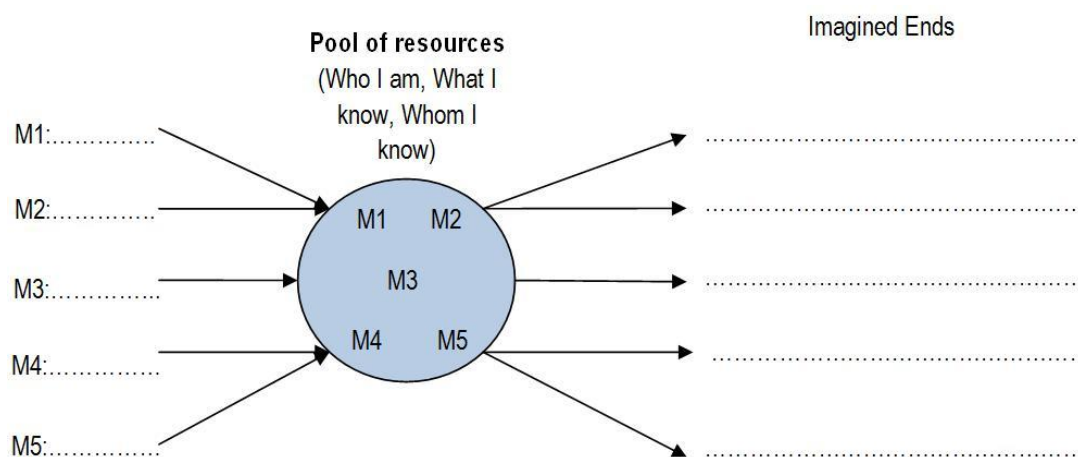 Imagined Ends
Pool of resources
(Who I am, What I
know, Whom I
know)
M1:…………..
M2:…………..
M3:……………
M4:……………
M5:……………
M1 M2
M3
M4 M5
………………………………………
………………………………………
………………………………………
………………………………………
………………………………………